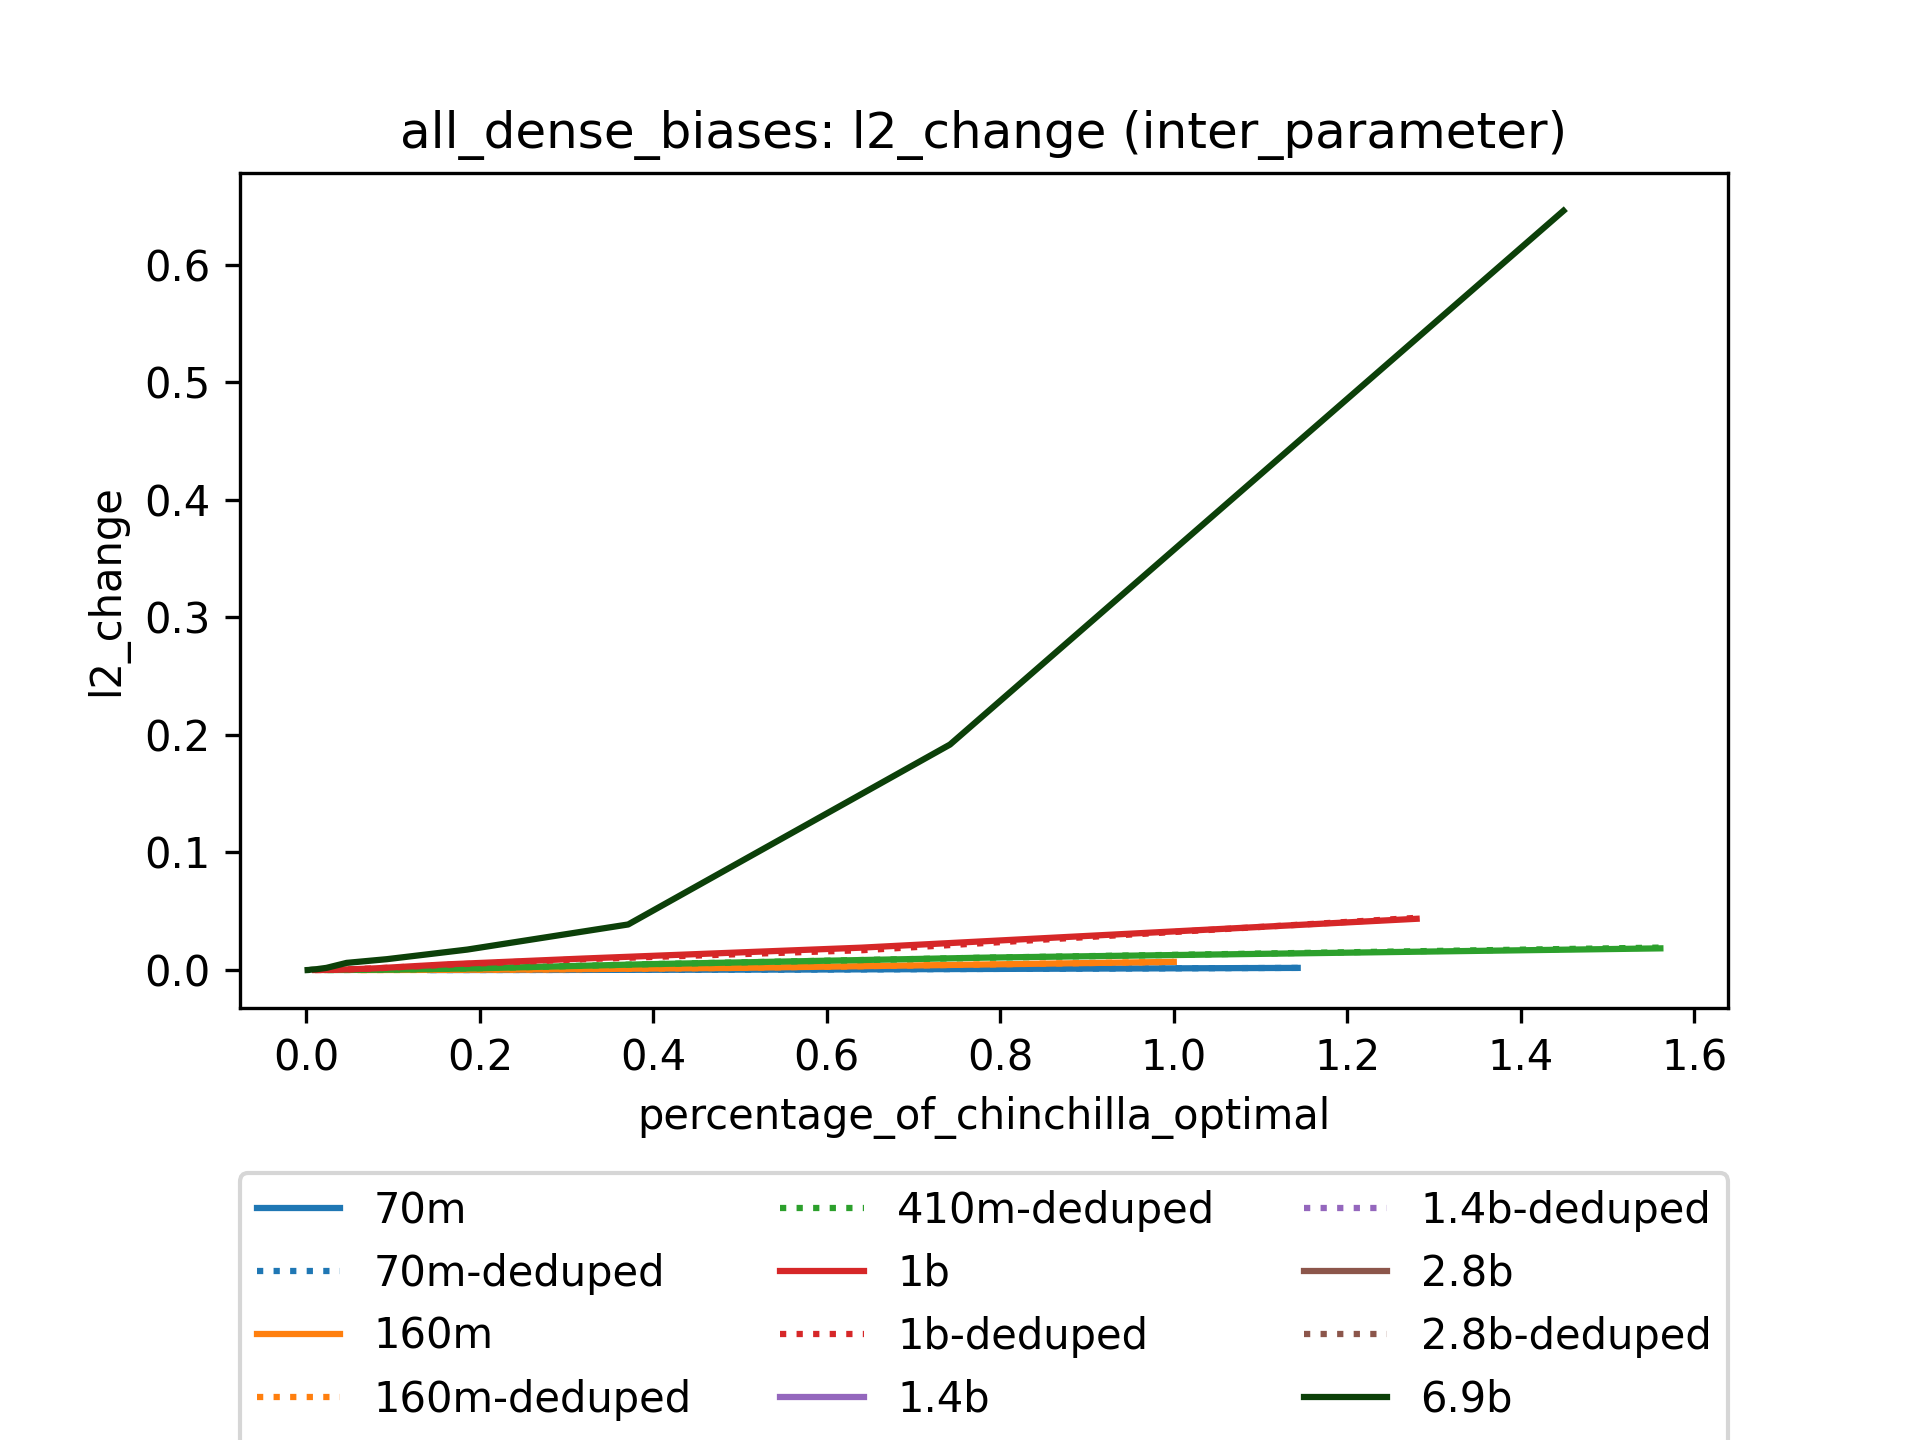 all_dense_biases: l2_change (inter_parameter)
l2_change
0.6
0.5
0.4
0.3
0.2
0.1
0.0
0.0 0.2 0.4 0.6 0.8 1.0 1.2 1.4 1.6
percentage_of_chinchilla_optimal
70m 410m-deduped 1.4b-deduped
70m-deduped 1b 2.8b
160m 1b-deduped 2.8b-deduped
160m-deduped 1.4b 6.9b